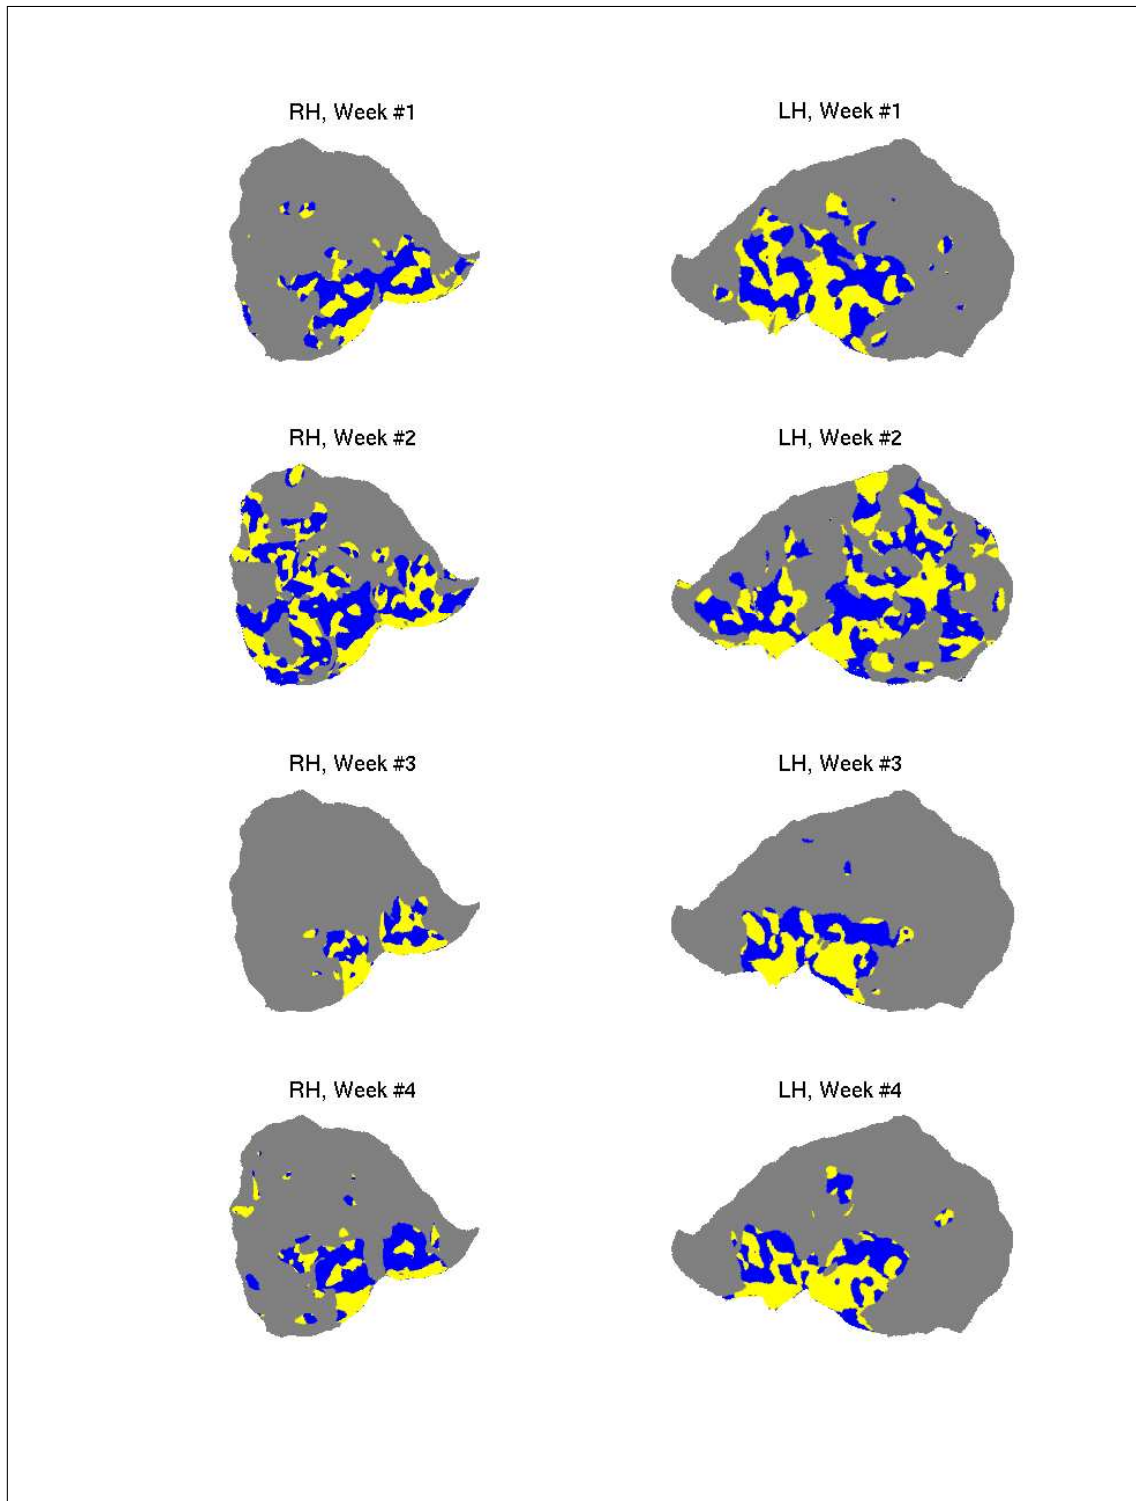 RH, Week #1
LH, Week #1
RH, Week #2
LH, Week #2
RH, Week #3
LH, Week #3
RH, Week #4
LH, Week #4